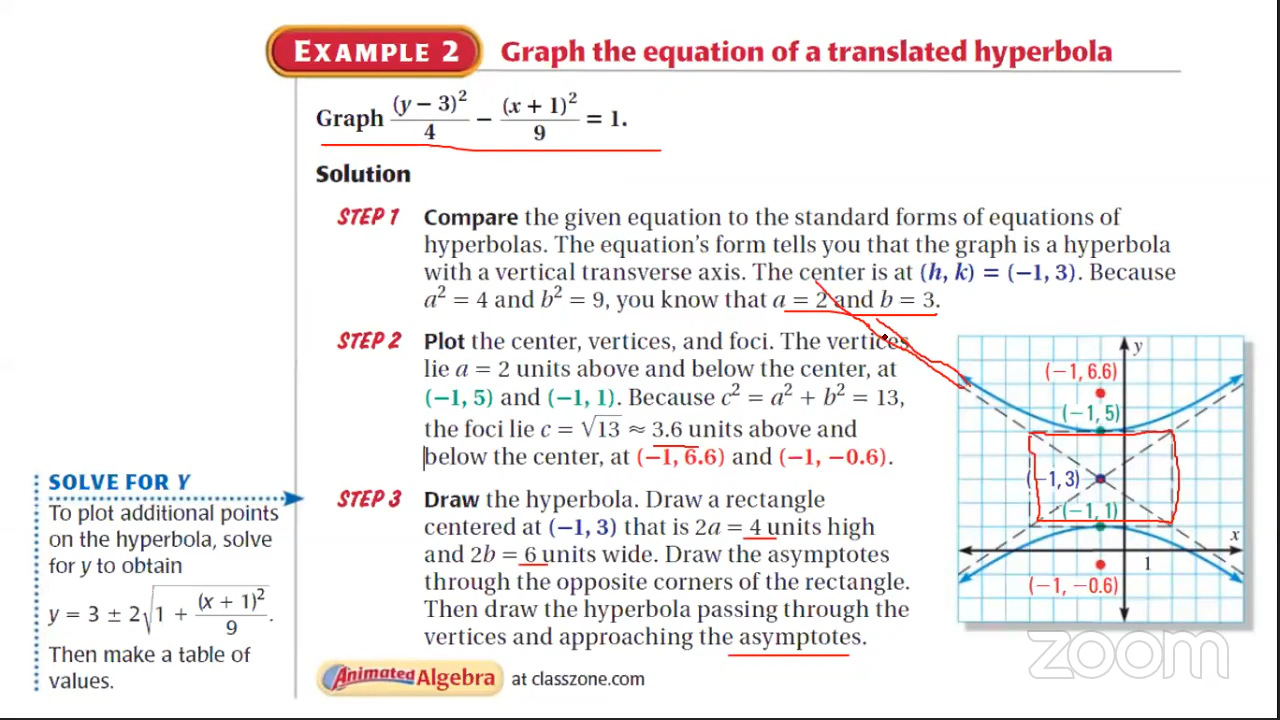 EXAMPLE 2 Graph the equation of a translated hyperbola
Graph (y − 3)²/4 − (x + 1)²/9 = 1.
Solution
STEP 1 Compare the given equation to the standard forms of equations of
hyperbolas. The equation's form tells you that the graph is a hyperbola
with a vertical transverse axis. The center is at (h, k) = (−1, 3). Because
a² = 4 and b² = 9, you know that a = 2 and b = 3.
STEP 2 Plot the center, vertices, and foci. The vertices
lie a = 2 units above and below the center, at
(−1, 5) and (−1, 1). Because c² = a² + b² = 13,
the foci lie c = √13 ≈ 3.6 units above and
below the center, at (−1, 6.6) and (−1, −0.6).
STEP 3 Draw the hyperbola. Draw a rectangle
centered at (−1, 3) that is 2a = 4 units high
and 2b = 6 units wide. Draw the asymptotes
through the opposite corners of the rectangle.
Then draw the hyperbola passing through the
vertices and approaching the asymptotes.
Animated Algebra at classzone.com
SOLVE FOR Y
To plot additional points
on the hyperbola, solve
for y to obtain
y = 3 ± 2√(1 + (x + 1)²/9).
Then make a table of
values.
y
(−1, 6.6)
(−1, 5)
(−1, 3)
(−1, 1)
x
1
(−1, −0.6)
zoom